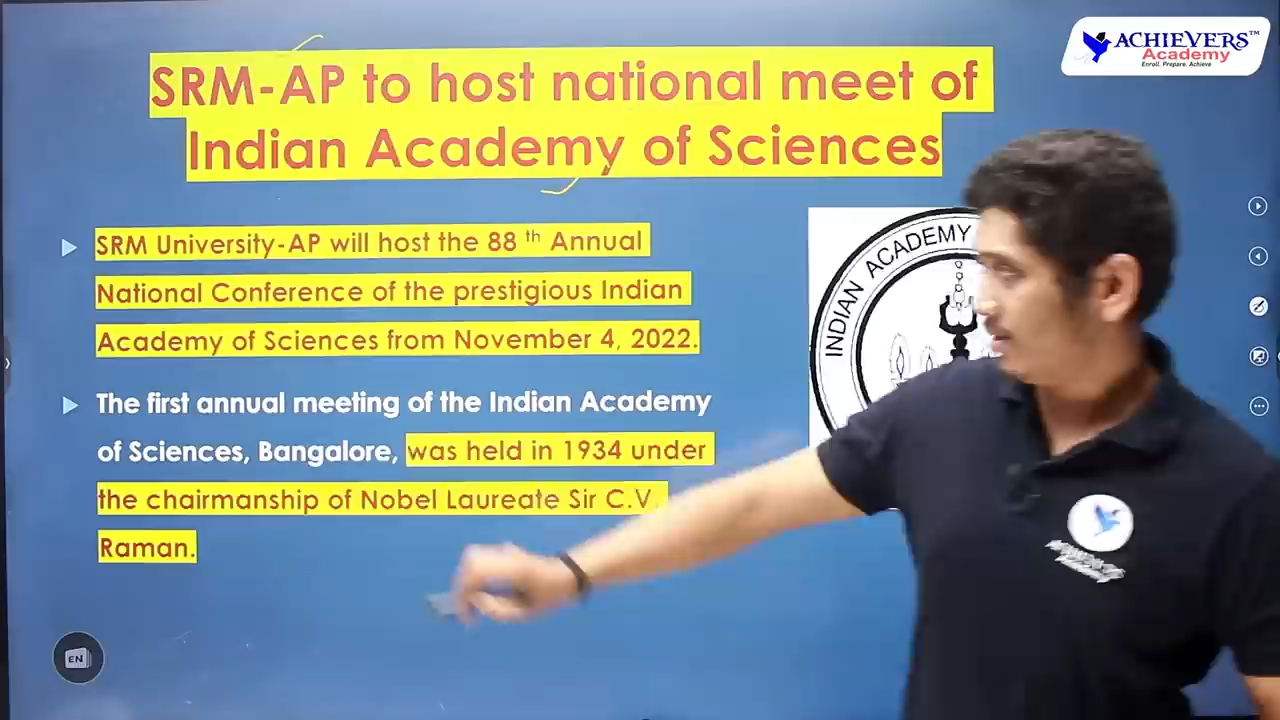 ACHIEVERS™
Academy
Enroll. Prepare. Achieve
SRM-AP to host national meet of
Indian Academy of Sciences
SRM University-AP will host the 88 th Annual
National Conference of the prestigious Indian
Academy of Sciences from November 4, 2022.
The first annual meeting of the Indian Academy
of Sciences, Bangalore, was held in 1934 under
the chairmanship of Nobel Laureate Sir C.V.
Raman.
INDIAN ACADEMY
EN